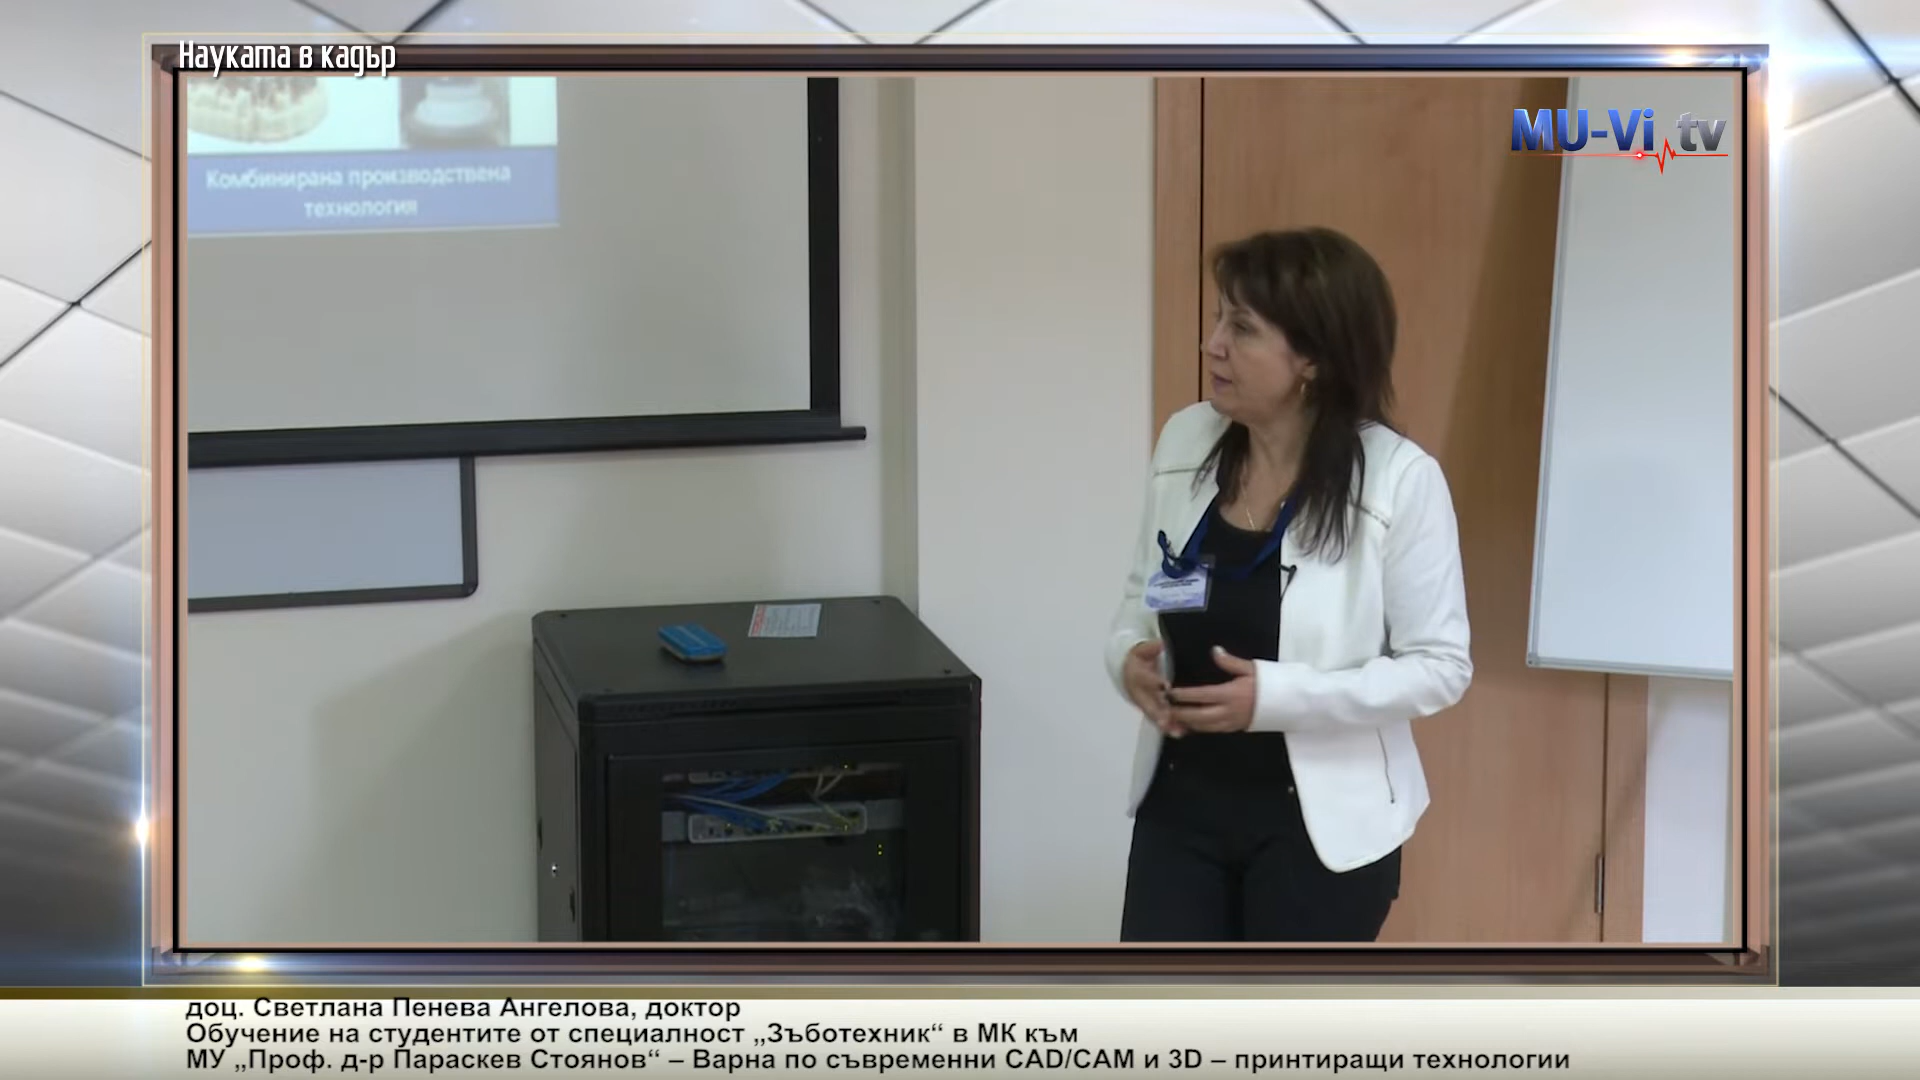 Науката в кадър
MU-Vi.tv
Комбинирана производствена
технология
доц. Светлана Пенева Ангелова, доктор
Обучение на студентите от специалност „Зъботехник“ в МК към
МУ „Проф. д-р Параскев Стоянов“ – Варна по съвременни CAD/CAM и 3D – принтиращи технологии